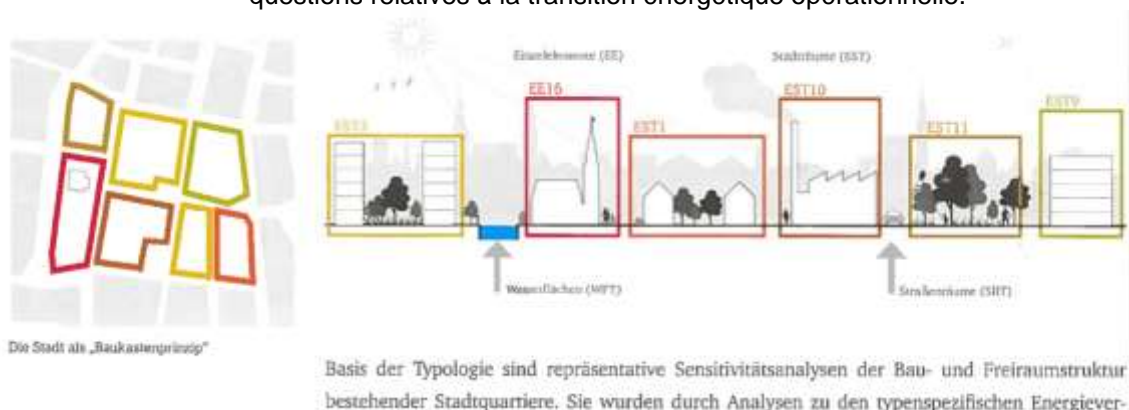 questions relatives à la transition énergétique opérationnelle.
Einzelelemente (EE)
Stadträume (EST)
EE16
EST10
EST9
EST1
EST11
Wasserflächen (WFT)
Straßenräume (SRT)
Die Stadt als „Baukastenprinzip"
Basis der Typologie sind repräsentative Sensitivitätsanalysen der Bau- und Freiraumstruktur
bestehender Stadtquartiere. Sie wurden durch Analysen zu den typenspezifischen Energiever-